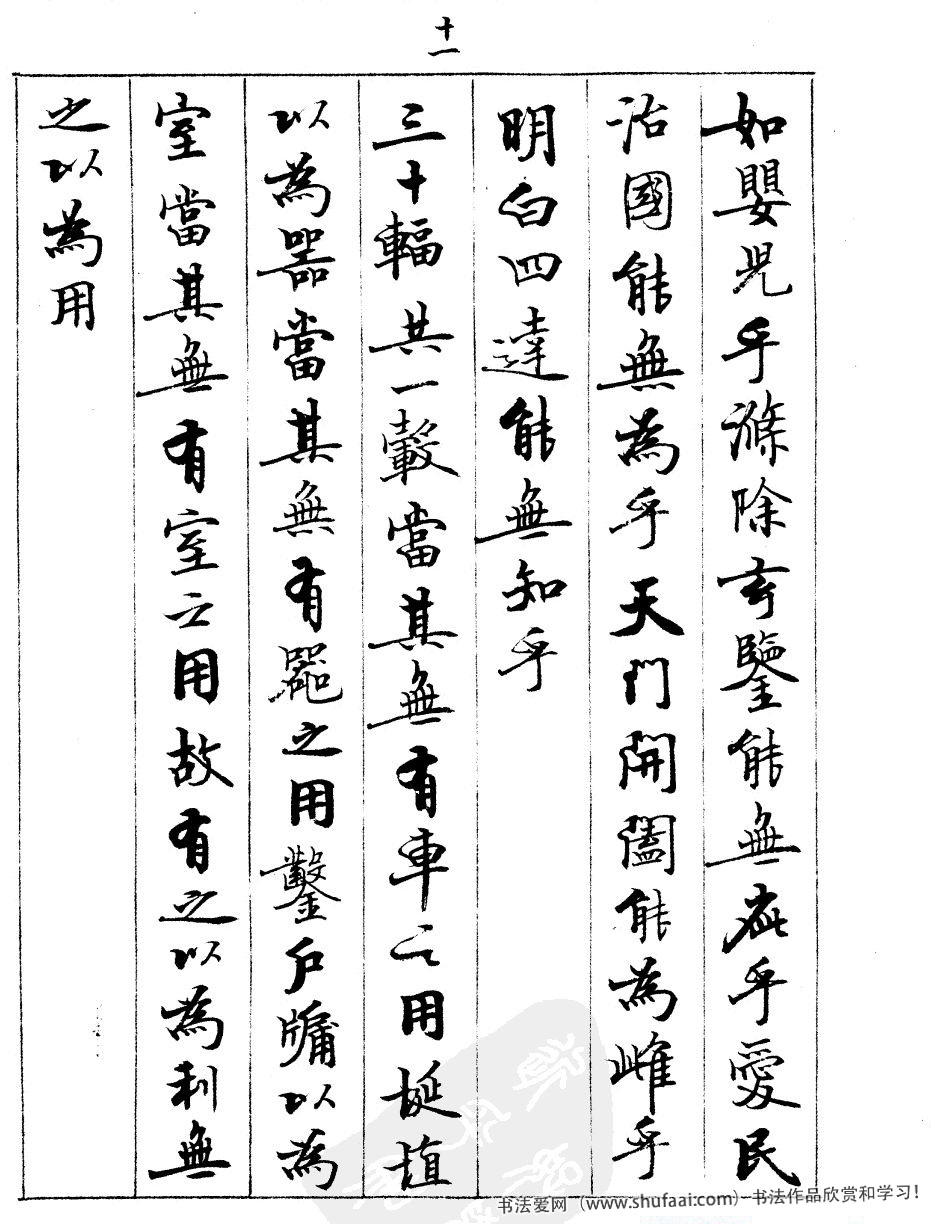 十一
如嬰兒乎滌除玄鑒能無疵乎愛民
治國能無為乎天門開闔能為雌乎
明白四達能無知乎
三十輻共一轂當其無有車之用埏埴
以為器當其無有器之用鑿戶牖以為
室當其無有室之用故有之以為利無
之以為用
书法爱网（www.shufaai.com）-书法作品欣赏和学习！